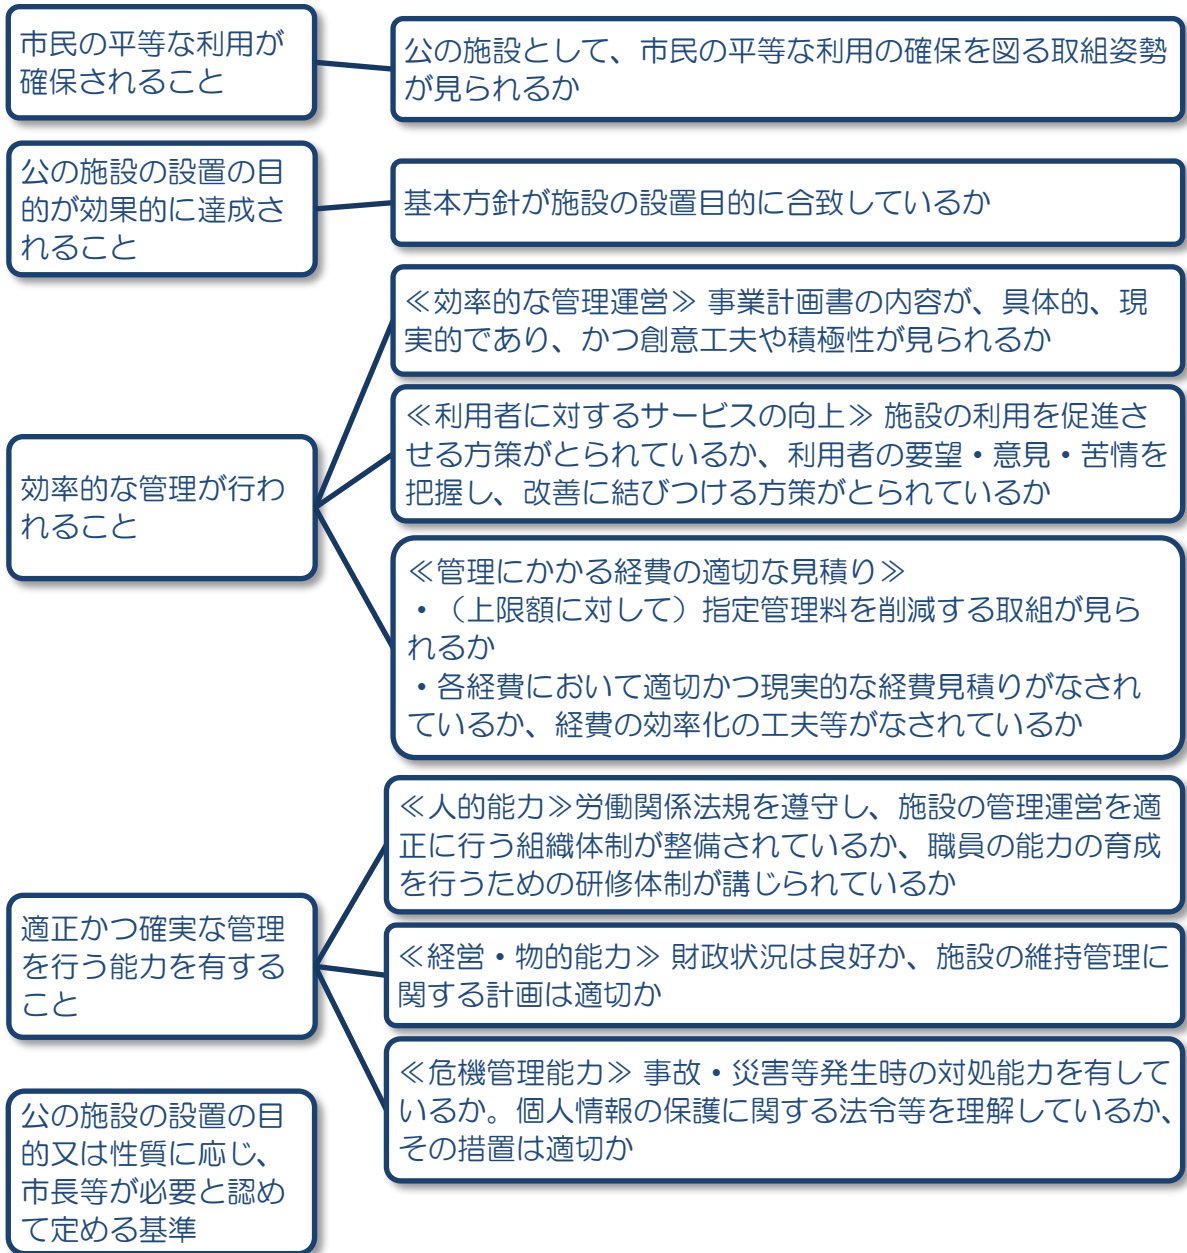 市民の平等な利用が
確保されること
公の施設として、市民の平等な利用の確保を図る取組姿勢
が見られるか
公の施設の設置の目
的が効果的に達成さ
れること
基本方針が施設の設置目的に合致しているか
効率的な管理が行わ
れること
≪効率的な管理運営≫ 事業計画書の内容が、具体的、現
実的であり、かつ創意工夫や積極性が見られるか
≪利用者に対するサービスの向上≫ 施設の利用を促進さ
せる方策がとられているか、利用者の要望・意見・苦情を
把握し、改善に結びつける方策がとられているか
≪管理にかかる経費の適切な見積り≫
・（上限額に対して）指定管理料を削減する取組が見ら
れるか
・各経費において適切かつ現実的な経費見積りがなされ
ているか、経費の効率化の工夫等がなされているか
適正かつ確実な管理
を行う能力を有する
こと
≪人的能力≫労働関係法規を遵守し、施設の管理運営を適
正に行う組織体制が整備されているか、職員の能力の育成
を行うための研修体制が講じられているか
≪経営・物的能力≫ 財政状況は良好か、施設の維持管理に
関する計画は適切か
≪危機管理能力≫ 事故・災害等発生時の対処能力を有して
いるか。個人情報の保護に関する法令等を理解しているか、
その措置は適切か
公の施設の設置の目
的又は性質に応じ、
市長等が必要と認め
て定める基準